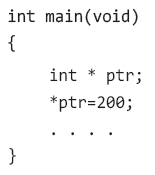 int main(void)
{
int * ptr;
*ptr=200;
. . . .
}